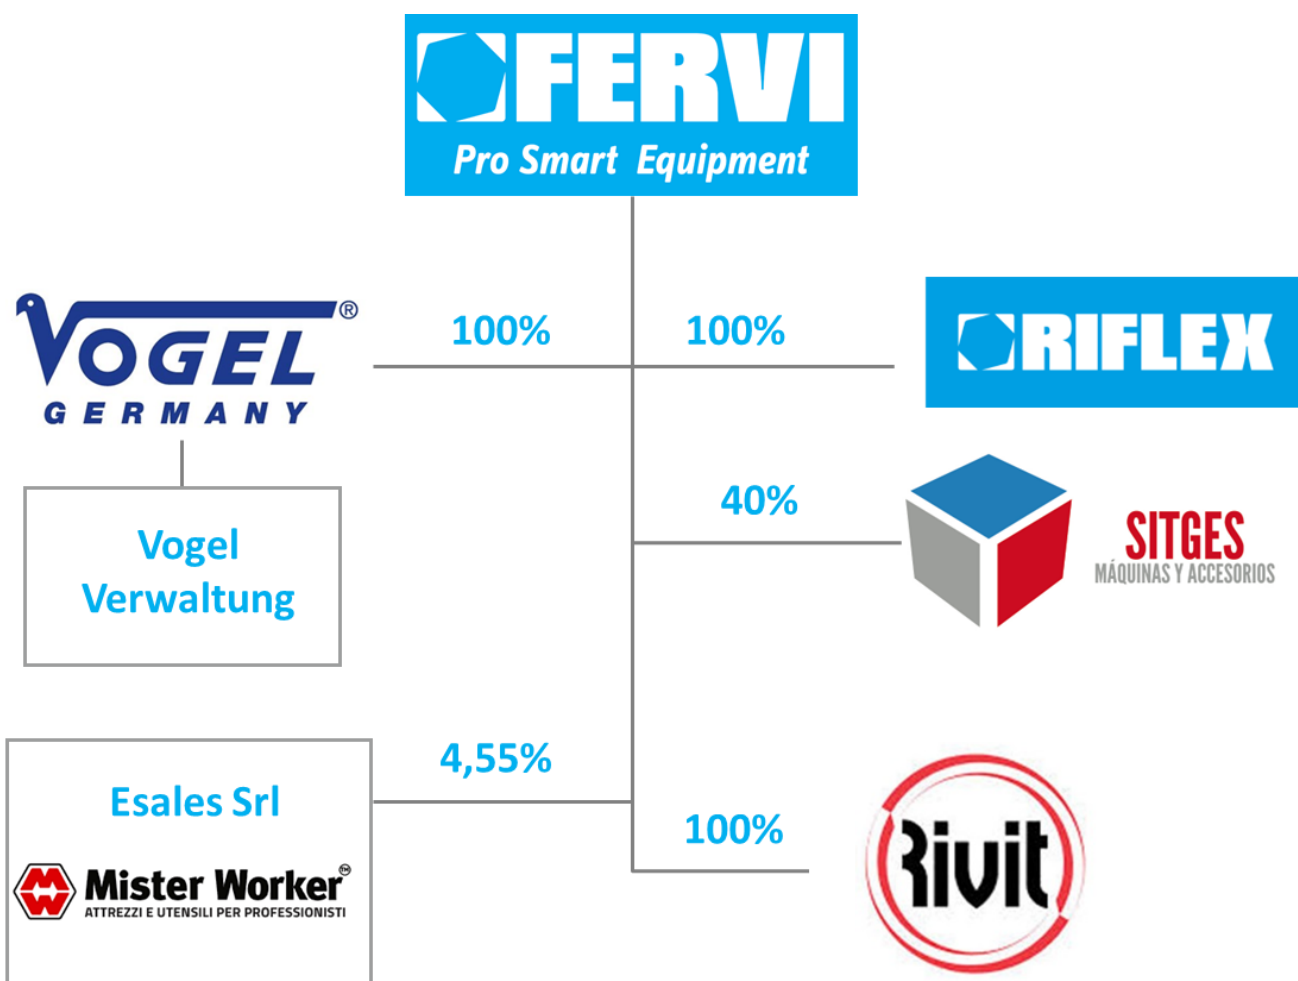 FERVI
Pro Smart Equipment
VOGEL®
GERMANY
100%
100%
RIFLEX
Vogel
Verwaltung
40%
SITGES
MÁQUINAS Y ACCESORIOS
4,55%
Esales Srl
Mister Worker™
ATTREZZI E UTENSILI PER PROFESSIONISTI
100%
Rivit